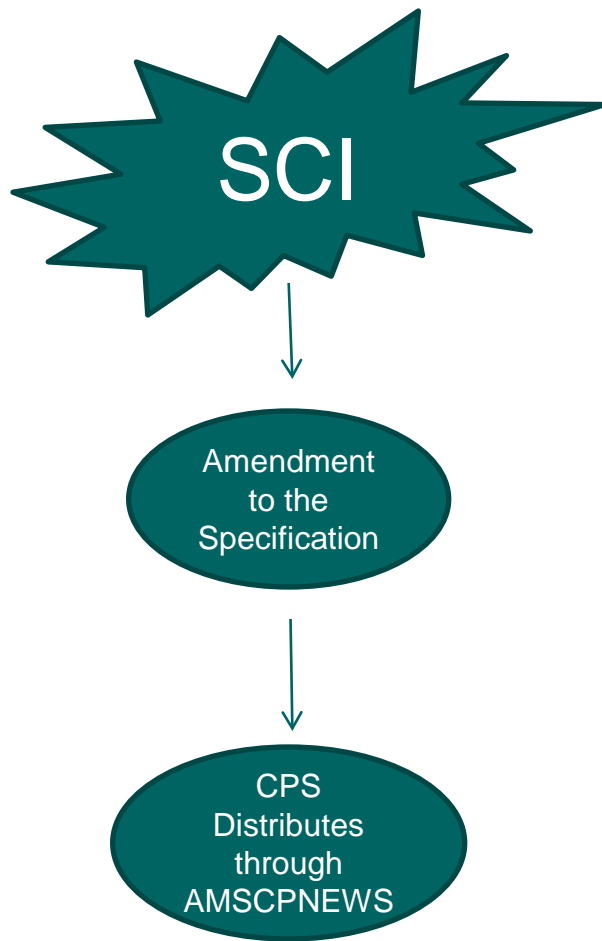 SCI
Amendment
to the
Specification
CPS
Distributes
through
AMSCPNEWS